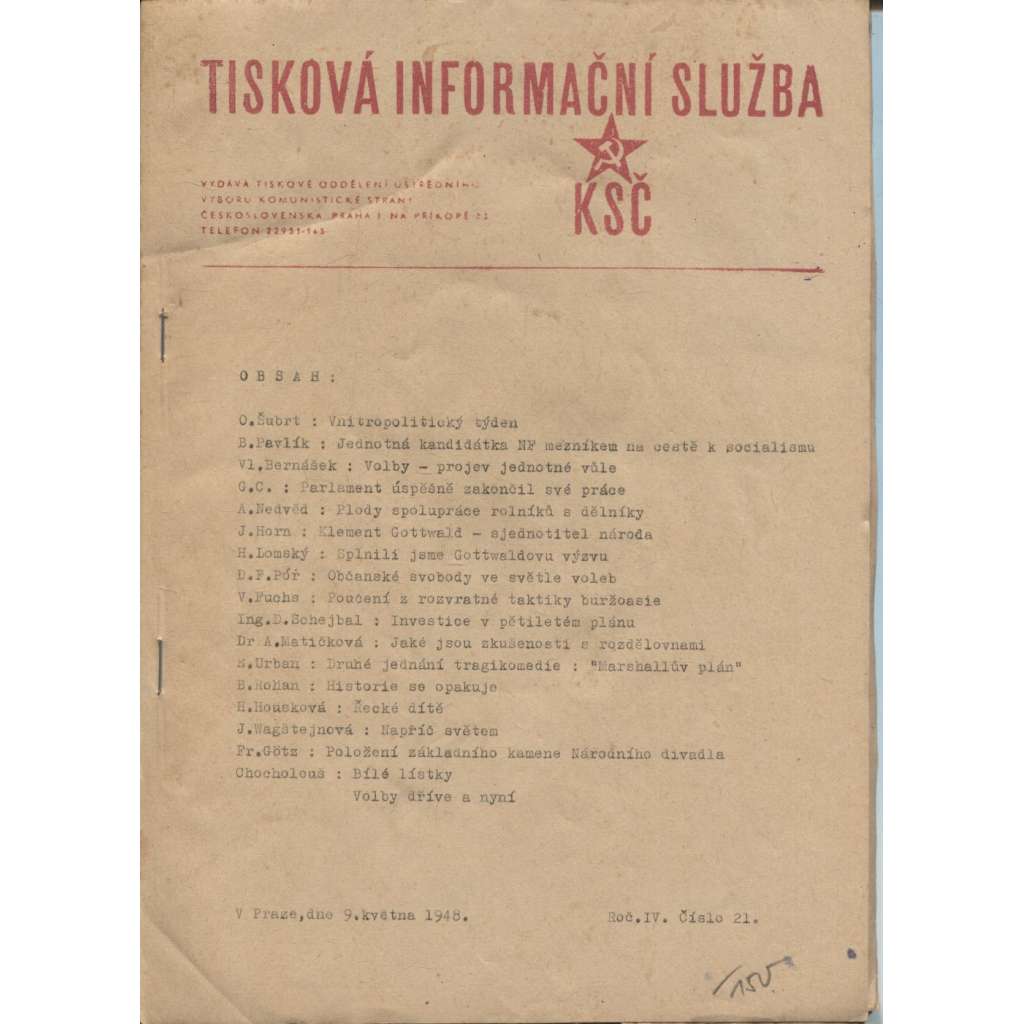 TISKOVÁ INFORMAČNÍ SLUŽBA
KSČ
VYDÁVÁ TISKOVÉ ODDĚLENÍ ÚSTŘEDNÍHO
VÝBORU KOMUNISTICKÉ STRANY
ČESKOSLOVENSKA, PRAHA I, NA PŘÍKOPĚ 33
TELEFON 22951-165
O B S A H :
O.Šubrt : Vnitropolitický týden
B.Pavlík : Jednotná kandidátka NF mezníkem na cestě k socialismu
Vl.Bernášek : Volby - projev jednotné vůle
G.C. : Parlament úspěšně zakončil své práce
A.Nedvěd : Plody spolupráce rolníků s dělníky
J.Horn : Klement Gottwald - sjednotitel národa
H.Lomský : Splnili jsme Gottwaldovu výzvu
D.F.Póř : Občanské svobody ve světle voleb
V.Fuchs : Poučení z rozvratné taktiky buržoasie
Ing.D.Schejbal : Investice v pětiletém plánu
Dr A.Matičková : Jaké jsou zkušenosti s rozdělovnami
Z.Urban : Druhé jednání tragikomedie : "Marshallův plán"
B.Rohan : Historie se opakuje
H.Housková : Řecké dítě
J.Wagštejnová : Napříč světem
Fr.Götz : Položení základního kamene Národního divadla
Chocholouš : Bílé lístky
Volby dříve a nyní
V Praze,dne 9.května 1948.
Roč.IV. Číslo 21.